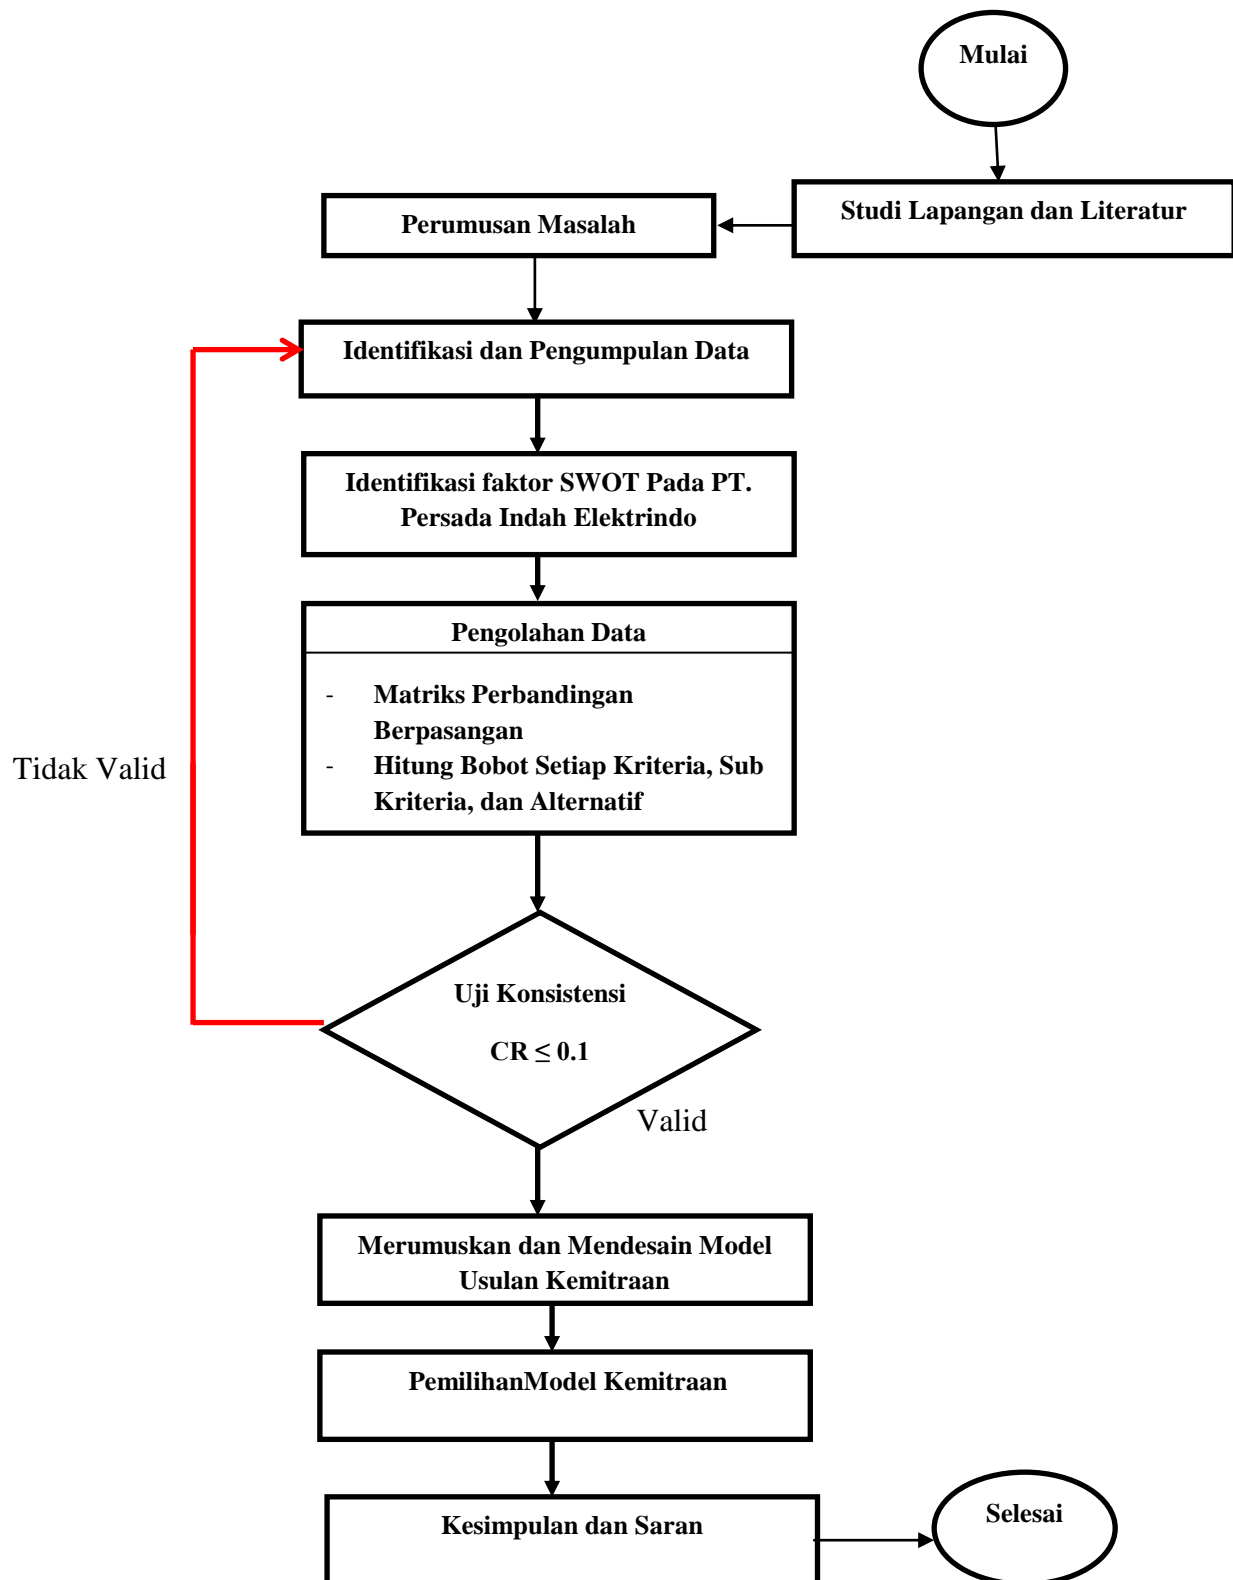 Mulai
Studi Lapangan dan Literatur
Perumusan Masalah
Identifikasi dan Pengumpulan Data
Identifikasi faktor SWOT Pada PT.
Persada Indah Elektrindo
Pengolahan Data
- Matriks Perbandingan
Berpasangan
- Hitung Bobot Setiap Kriteria, Sub
Kriteria, dan Alternatif
Tidak Valid
Uji Konsistensi
CR ≤ 0.1
Valid
Merumuskan dan Mendesain Model
Usulan Kemitraan
PemilihanModel Kemitraan
Kesimpulan dan Saran
Selesai